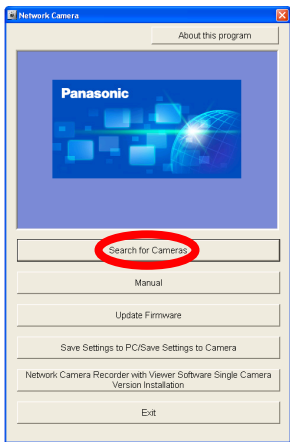 Network Camera
About this program
Panasonic
Search for Cameras
Manual
Update Firmware
Save Settings to PC/Save Settings to Camera
Network Camera Recorder with Viewer Software Single Camera
Version Installation
Exit